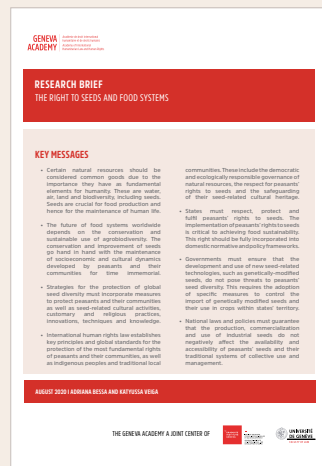 GENEVA
ACADEMY
RESEARCH BRIEF
THE RIGHT TO SEEDS AND FOOD SYSTEMS
KEY MESSAGES
• Certain natural resources should be
considered common goods due to the
importance they have as fundamental
elements for humanity. These are water,
air, land and biodiversity, including seeds.
Seeds are crucial for food production and
hence for the maintenance of human life.
• The future of food systems worldwide
depends on the conservation and
sustainable use of agrobiodiversity. The
conservation and improvement of seeds
go hand in hand with the maintenance
of socioeconomic and cultural dynamics
developed by peasants and their
communities for time immemorial.
• Strategies for the protection of global
seed diversity must incorporate measures
to protect peasants and their communities
as well as seed-related cultural activities,
customary and religious practices,
innovations, techniques and knowledge.
International human rights law establishes
key principles and global standards for the
protection of the most fundamental rights
of peasants and their communities, as well
as indigenous peoples and traditional local
communities. These include the democratic
and ecologically responsible governance of
natural resources, the respect for peasants'
rights to seeds and the safeguarding
of their seed-related cultural heritage.
• States must respect, protect and
fulfil peasants' rights to seeds. The
implementation of peasants' rights to seeds
is critical to achieving food sustainability.
This right should be fully incorporated into
domestic normative and policy frameworks.
• Governments must ensure that the
development and use of new seed-related
technologies, such as genetically-modified
seeds, do not pose threats to peasants'
seed diversity. This requires the adoption
of specific measures to control the
import of genetically modified seeds and
their use in crops within states' territory.
• National laws and policies must guarantee
that the production, commercialization
and use of industrial seeds do not
negatively affect the availability and
accessibility of peasants' seeds and their
traditional systems of collective use and
management.
AUGUST 2020 I ADRIANA BESSA AND KATYUSSA VEIGA
THE GENEVA ACADEMY A JOINT CENTER OF
UNIVERSITÉ
DE GENÈVE